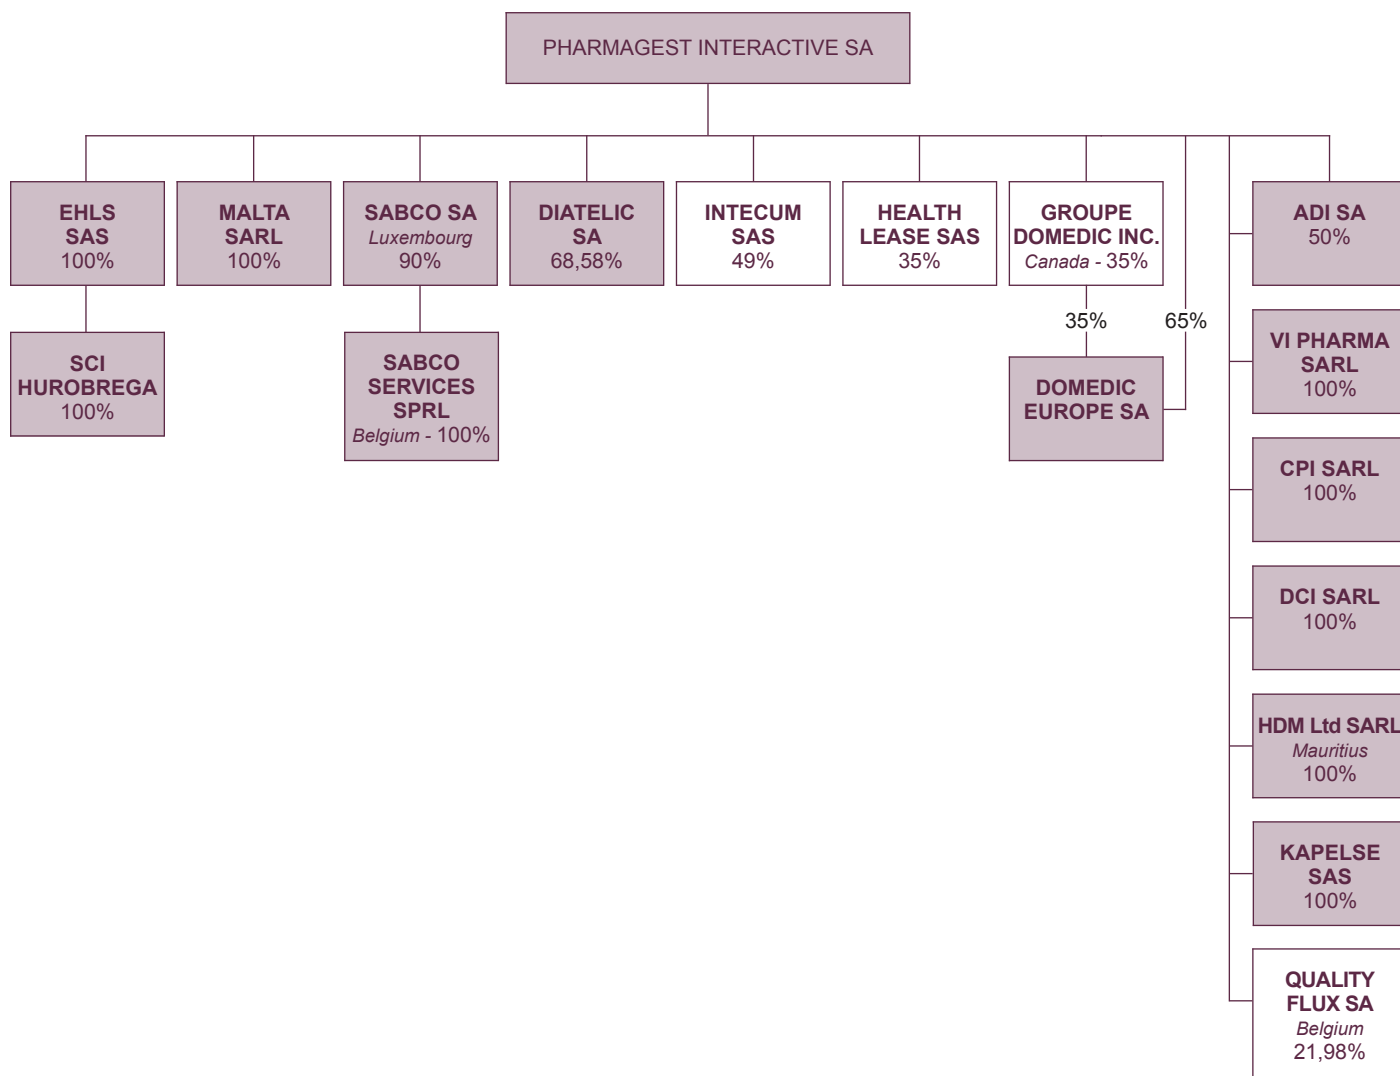 PHARMAGEST INTERACTIVE SA
EHLS
SAS
100%
MALTA
SARL
100%
SABCO SA
Luxembourg
90%
DIATELIC
SA
68,58%
INTECUM
SAS
49%
HEALTH
LEASE SAS
35%
GROUPE
DOMEDIC INC.
Canada - 35%
ADI SA
50%
SCI
HUROBREGA
100%
SABCO
SERVICES
SPRL
Belgium - 100%
35%
65%
DOMEDIC
EUROPE SA
VI PHARMA
SARL
100%
CPI SARL
100%
DCI SARL
100%
HDM Ltd SARL
Mauritius
100%
KAPELSE
SAS
100%
QUALITY
FLUX SA
Belgium
21,98%